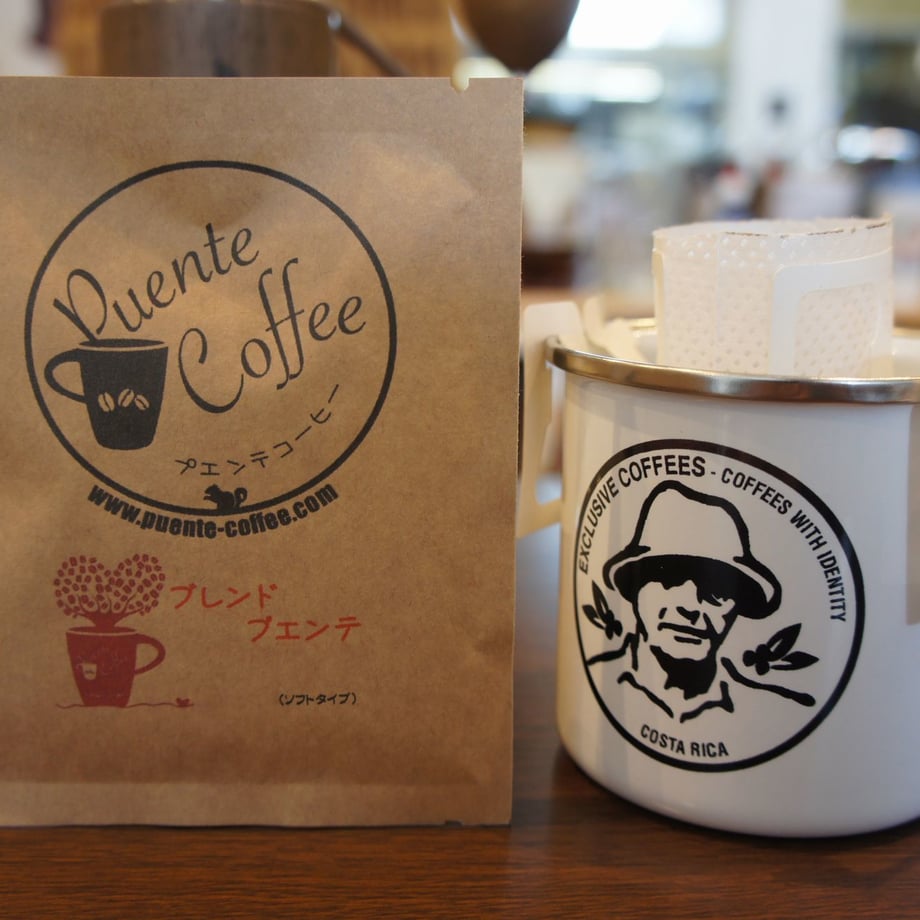 Puente
Coffee
プエンテコーヒー
www.puente-coffee.com
ブレンド
プエンテ
(ソフトタイプ)
EXCLUSIVE COFFEES - COFFEES WITH IDENTITY
COSTA RICA